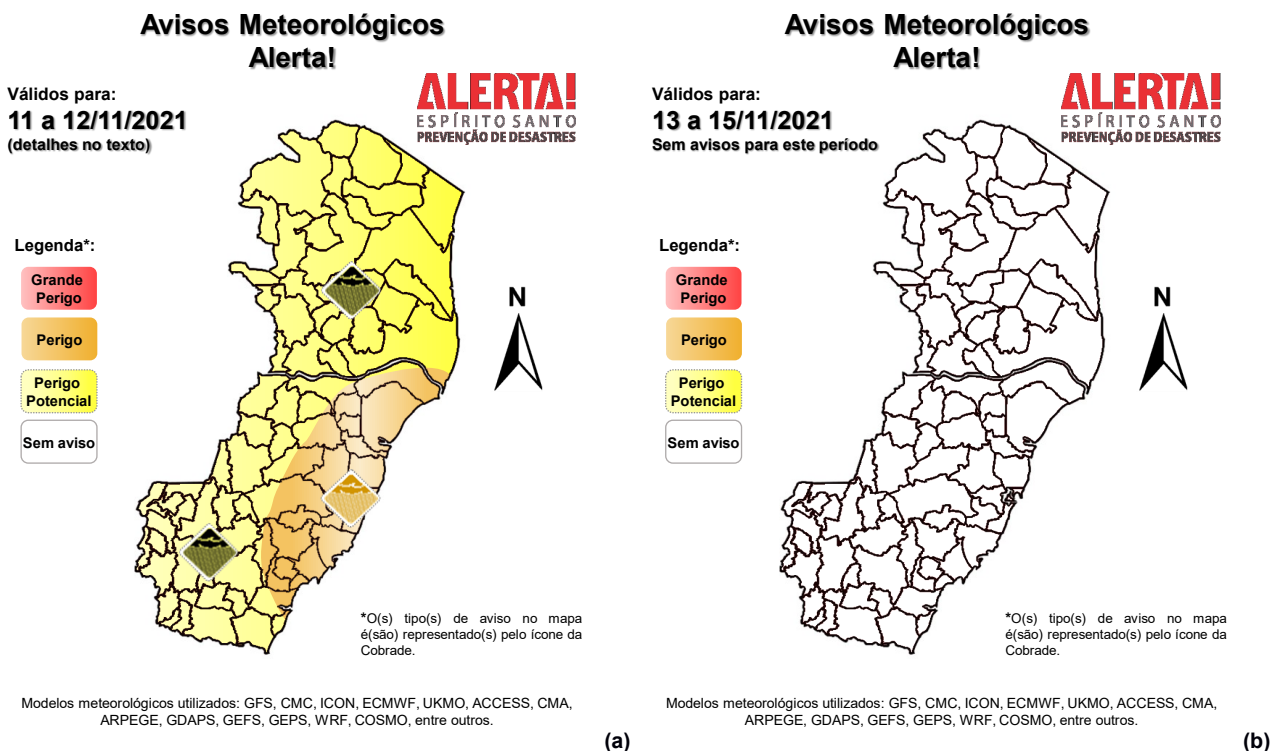 Avisos Meteorológicos
Alerta!
Válidos para:
11 a 12/11/2021
(detalhes no texto)
ALERTA!
ESPÍRITO SANTO
PREVENÇÃO DE DESASTRES
Legenda*:
Grande
Perigo
Perigo
Perigo
Potencial
Sem aviso
N
*O(s) tipo(s) de aviso no mapa
é(são) representado(s) pelo ícone da
Cobrade.
Modelos meteorológicos utilizados: GFS, CMC, ICON, ECMWF, UKMO, ACCESS, CMA,
ARPEGE, GDAPS, GEFS, GEPS, WRF, COSMO, entre outros.
(a)
Avisos Meteorológicos
Alerta!
Válidos para:
13 a 15/11/2021
Sem avisos para este período
ALERTA!
ESPÍRITO SANTO
PREVENÇÃO DE DESASTRES
Legenda*:
Grande
Perigo
Perigo
Perigo
Potencial
Sem aviso
N
*O(s) tipo(s) de aviso no mapa
é(são) representado(s) pelo ícone da
Cobrade.
Modelos meteorológicos utilizados: GFS, CMC, ICON, ECMWF, UKMO, ACCESS, CMA,
ARPEGE, GDAPS, GEFS, GEPS, WRF, COSMO, entre outros.
(b)